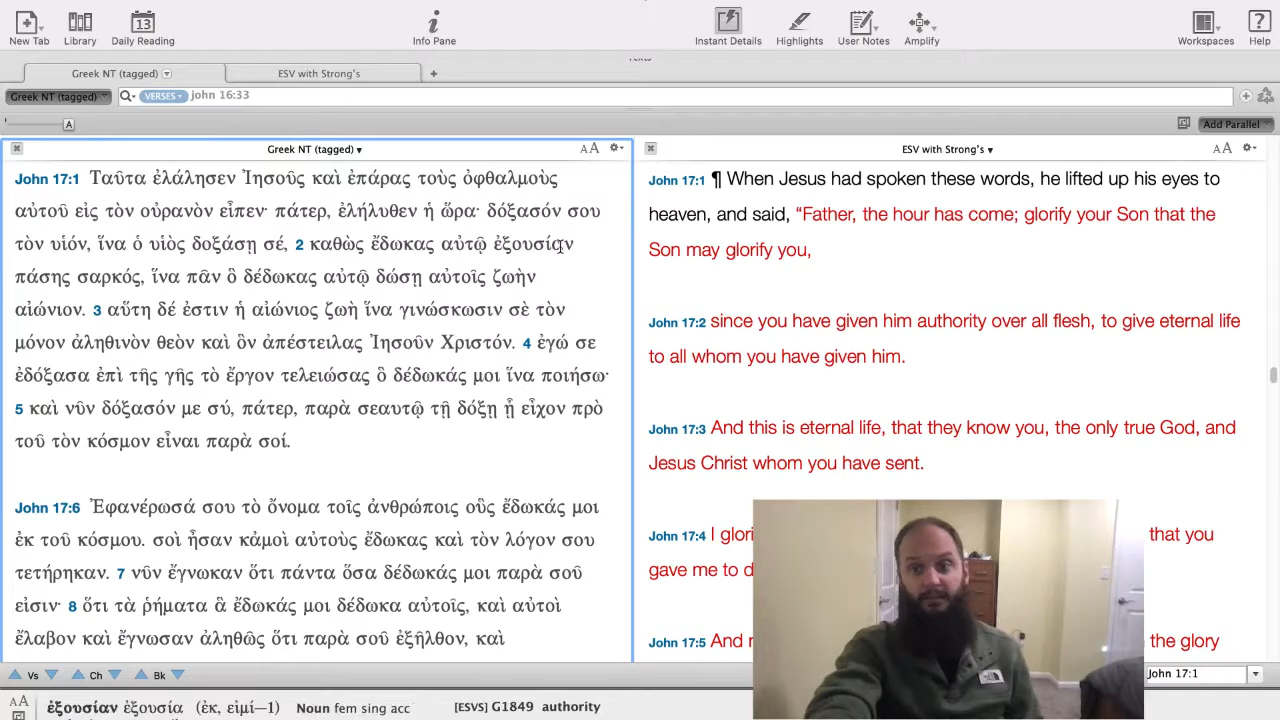 New Tab
Library
13
Daily Reading
Info Pane
Instant Details
Highlights
User Notes
Amplify
Workspaces
Help
Greek NT (tagged)
ESV with Strong's
Greek NT (tagged)
VERSES
john 16:33
A
Add Parallel
Greek NT (tagged)
AA
John 17:1 Ταῦτα ἐλάλησεν Ἰησοῦς καὶ ἐπάρας τοὺς ὀφθαλμοὺς
αὐτοῦ εἰς τὸν οὐρανὸν εἶπεν· πάτερ, ἐλήλυθεν ἡ ὥρα· δόξασόν σου
τὸν υἱόν, ἵνα ὁ υἱὸς δοξάσῃ σέ, 2 καθὼς ἔδωκας αὐτῷ ἐξουσίαν
πάσης σαρκός, ἵνα πᾶν ὃ δέδωκας αὐτῷ δώσῃ αὐτοῖς ζωὴν
αἰώνιον. 3 αὕτη δέ ἐστιν ἡ αἰώνιος ζωὴ ἵνα γινώσκωσιν σὲ τὸν
μόνον ἀληθινὸν θεὸν καὶ ὃν ἀπέστειλας Ἰησοῦν Χριστόν. 4 ἐγώ σε
ἐδόξασα ἐπὶ τῆς γῆς τὸ ἔργον τελειώσας ὃ δέδωκάς μοι ἵνα ποιήσω·
5 καὶ νῦν δόξασόν με σύ, πάτερ, παρὰ σεαυτῷ τῇ δόξῃ ᾗ εἶχον πρὸ
τοῦ τὸν κόσμον εἶναι παρὰ σοί.
John 17:6 Ἐφανέρωσά σου τὸ ὄνομα τοῖς ἀνθρώποις οὓς ἔδωκάς μοι
ἐκ τοῦ κόσμου. σοὶ ἦσαν κἀμοὶ αὐτοὺς ἔδωκας καὶ τὸν λόγον σου
τετήρηκαν. 7 νῦν ἔγνωκαν ὅτι πάντα ὅσα δέδωκάς μοι παρὰ σοῦ
εἰσιν· 8 ὅτι τὰ ῥήματα ἃ ἔδωκάς μοι δέδωκα αὐτοῖς, καὶ αὐτοὶ
ἔλαβον καὶ ἔγνωσαν ἀληθῶς ὅτι παρὰ σοῦ ἐξῆλθον, καὶ
ESV with Strong's
AA
John 17:1 ¶ When Jesus had spoken these words, he lifted up his eyes to
heaven, and said, “Father, the hour has come; glorify your Son that the
Son may glorify you,
John 17:2 since you have given him authority over all flesh, to give eternal life
to all whom you have given him.
John 17:3 And this is eternal life, that they know you, the only true God, and
Jesus Christ whom you have sent.
John 17:4 I glori that you
gave me to d
John 17:5 And the glory
Vs
Ch
Bk
John 17:1
AA
ἐξουσίαν ἐξουσία (ἐκ, εἰμί—1) Noun fem sing acc [ESVS] G1849 authority